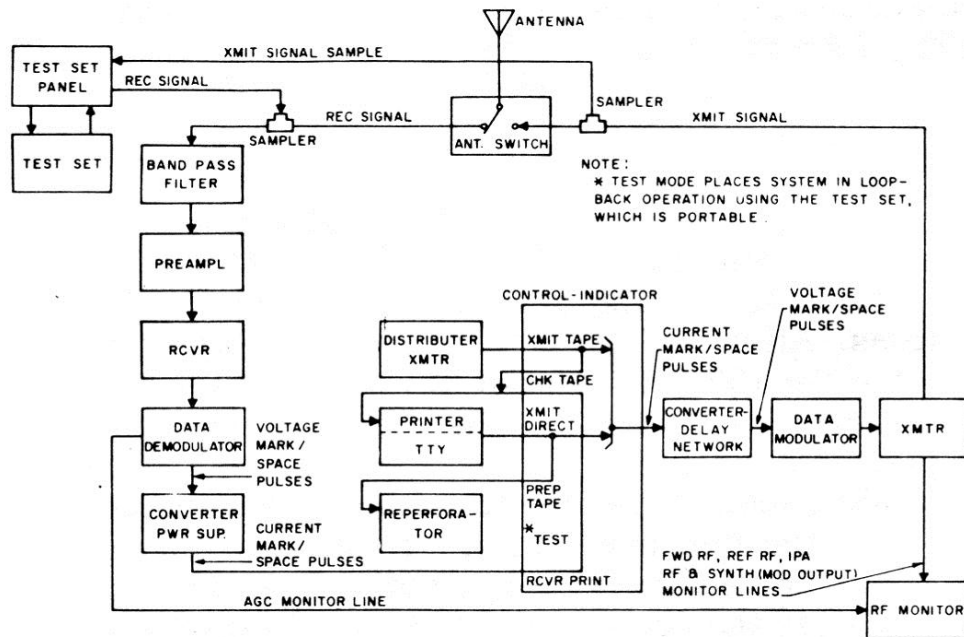 ANTENNA
XMIT SIGNAL SAMPLE
TEST SET
PANEL
REC SIGNAL
SAMPLER
REC SIGNAL
SAMPLER
XMIT SIGNAL
ANT. SWITCH
TEST SET
BAND PASS
FILTER
NOTE:
* TEST MODE PLACES SYSTEM IN LOOP-
BACK OPERATION USING THE TEST SET,
WHICH IS PORTABLE.
PREAMPL
CONTROL-INDICATOR
VOLTAGE
MARK/SPACE
PULSES
RCVR
DISTRIBUTER
XMTR
XMIT TAPE
CURRENT
MARK/SPACE
PULSES
CHK TAPE
DATA
DEMODULATOR
VOLTAGE
MARK/
SPACE
PULSES
PRINTER
TTY
XMIT
DIRECT
CONVERTER-
DELAY
NETWORK
DATA
MODULATOR
XMTR
CONVERTER
PWR SUP.
CURRENT
MARK/
SPACE PULSES
REPERFORA-
TOR
PREP
TAPE
*
TEST
RCVR PRINT
FWD RF, REF RF, IPA
RF & SYNTH (MOD OUTPUT)
MONITOR LINES
AGC MONITOR LINE
RF MONITOR